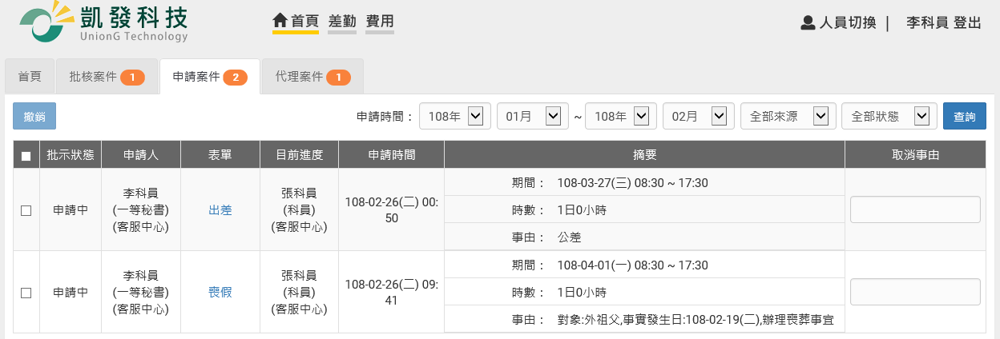 凱發科技
UnionG Technology
首頁 差勤 費用
人員切換 | 李科員 登出
首頁 批核案件 1 申請案件 2 代理案件 1
撤銷 申請時間： 108年 01月 ~ 108年 02月 全部來源 全部狀態 查詢
批示狀態 申請人 表單 目前進度 申請時間 摘要 取消事由
申請中
李科員
(一等秘書)
(客服中心)
出差
張科員
(科員)
(客服中心)
108-02-26(二) 00:
50
期間： 108-03-27(三) 08:30 ~ 17:30
時數： 1日0小時
事由： 公差
申請中
李科員
(一等秘書)
(客服中心)
喪假
張科員
(科員)
(客服中心)
108-02-26(二) 09:
41
期間： 108-04-01(一) 08:30 ~ 17:30
時數： 1日0小時
事由： 對象:外祖父,事實發生日:108-02-19(二),辦理喪葬事宜